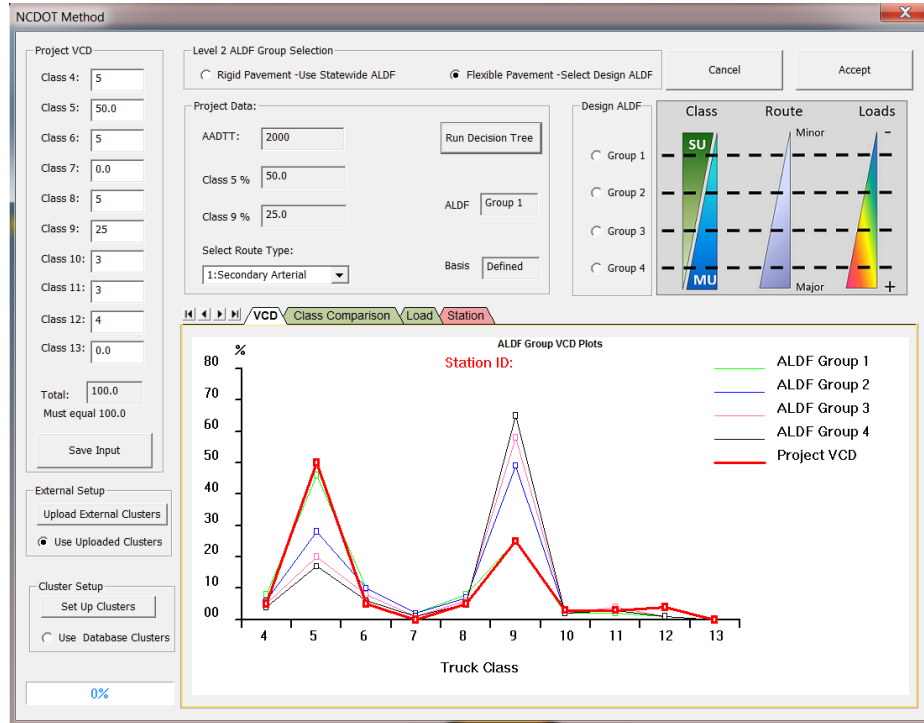 NCDOT Method
X
Project VCD
Class 4: 5
Class 5: 50.0
Class 6: 5
Class 7: 0.0
Class 8: 5
Class 9: 25
Class 10: 3
Class 11: 3
Class 12: 4
Class 13: 0.0
Total: 100.0
Must equal 100.0
Save Input
External Setup
Upload External Clusters
Use Uploaded Clusters
Cluster Setup
Set Up Clusters
Use Database Clusters
0%
Level 2 ALDF Group Selection
Rigid Pavement -Use Statewide ALDF
Flexible Pavement -Select Design ALDF
Cancel
Accept
Project Data:
AADTT: 2000
Class 5 % 50.0
Class 9 % 25.0
Select Route Type:
1:Secondary Arterial
Run Decision Tree
ALDF Group 1
Basis Defined
Design ALDF
Group 1
Group 2
Group 3
Group 4
Class Route Loads
SU Minor -
MU Major +
VCD Class Comparison Load Station
ALDF Group VCD Plots
Station ID:
%
80
70
60
50
40
30
20
10
00
4 5 6 7 8 9 10 11 12 13
Truck Class
ALDF Group 1
ALDF Group 2
ALDF Group 3
ALDF Group 4
Project VCD